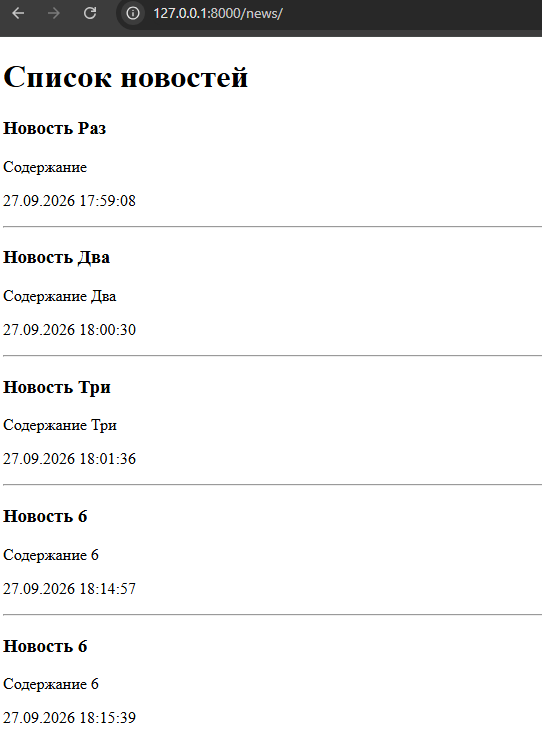 127.0.0.1:8000/news/
Список новостей
Новость Раз
Содержание
27.09.2026 17:59:08
Новость Два
Содержание Два
27.09.2026 18:00:30
Новость Три
Содержание Три
27.09.2026 18:01:36
Новость 6
Содержание 6
27.09.2026 18:14:57
Новость 6
Содержание 6
27.09.2026 18:15:39